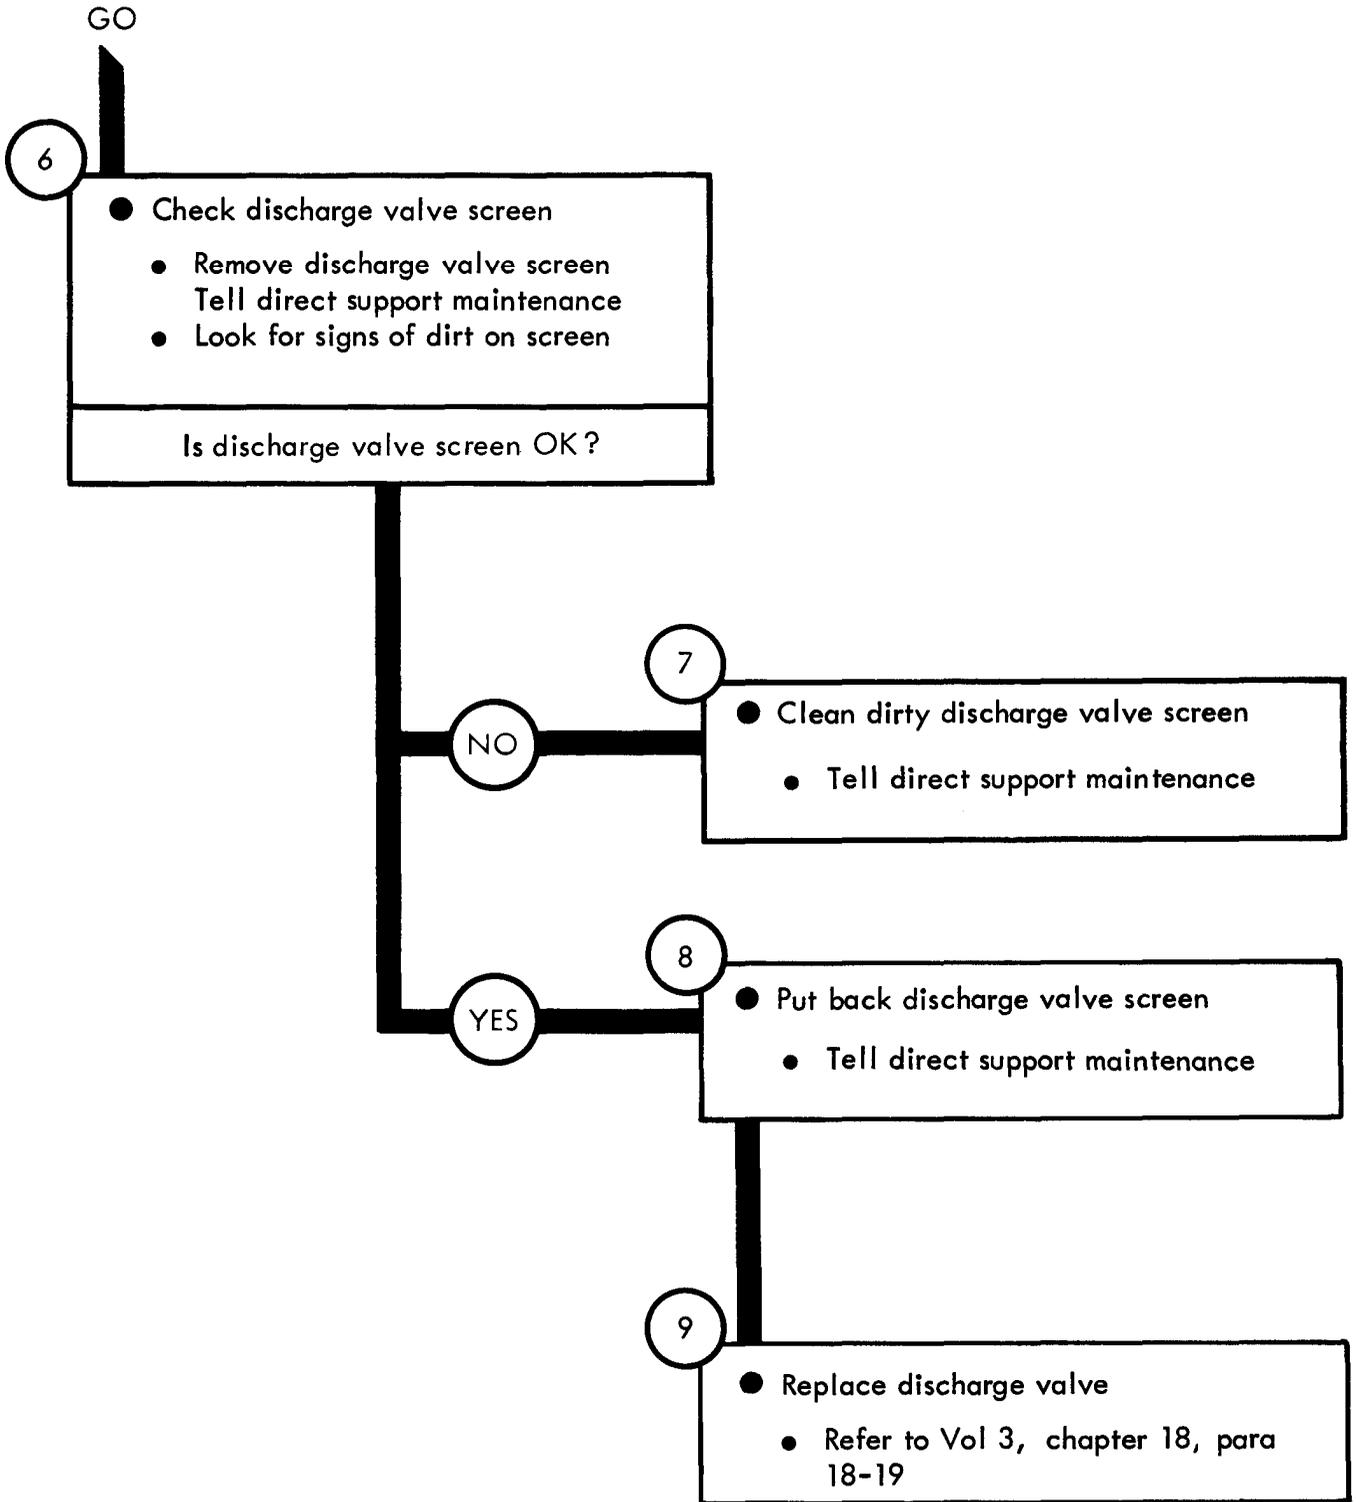 GO
6
● Check discharge valve screen
● Remove discharge valve screen
Tell direct support maintenance
● Look for signs of dirt on screen
Is discharge valve screen OK?
7
● Clean dirty discharge valve screen
NO
● Tell direct support maintenance
8
● Put back discharge valve screen
YES
● Tell direct support maintenance
9
● Replace discharge valve
● Refer to Vol 3, chapter 18, para
18-19